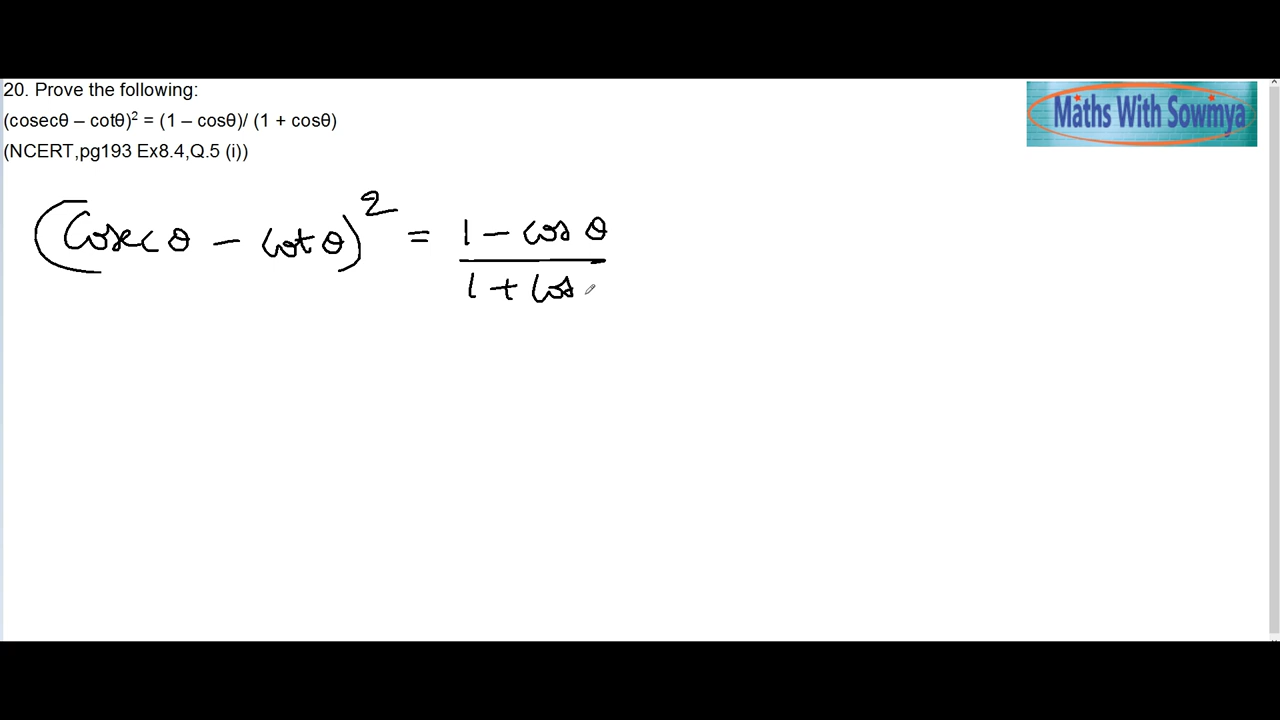 20. Prove the following:
(cosecθ – cotθ)² = (1 – cosθ)/ (1 + cosθ)
(NCERT,pg193 Ex8.4,Q.5 (i))
Maths With Sowmya
(Cosec θ – cot θ)² = 1 – cos θ
1 + cos